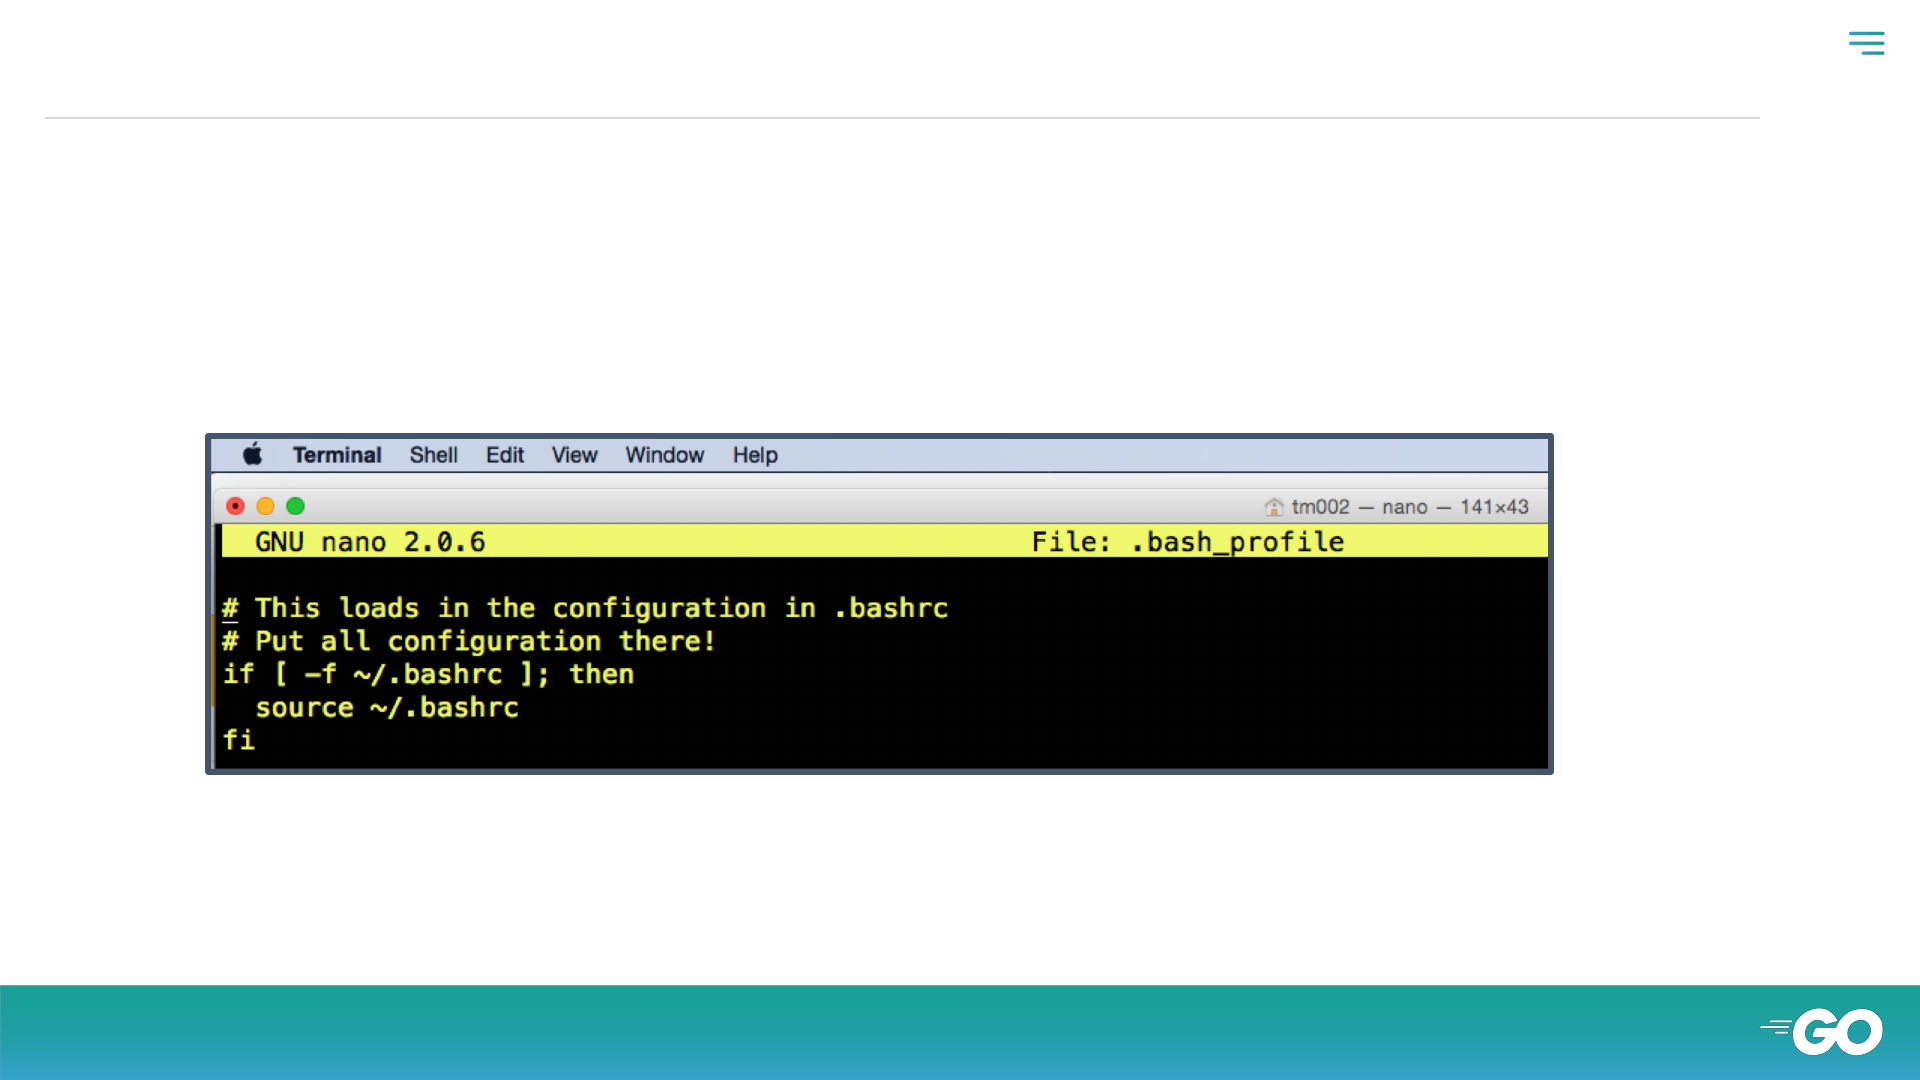 Terminal Shell Edit View Window Help
tm002 — nano — 141×43
GNU nano 2.0.6 File: .bash_profile
# This loads in the configuration in .bashrc
# Put all configuration there!
if [ -f ~/.bashrc ]; then
  source ~/.bashrc
fi
GO